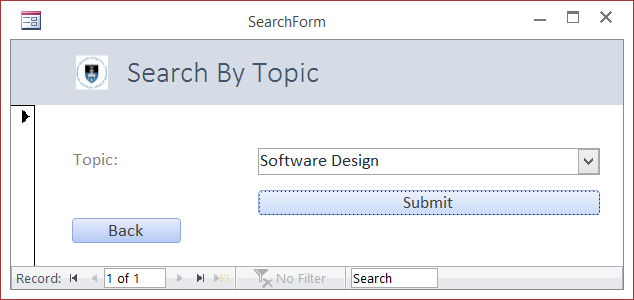 SearchForm
Search By Topic
Topic: Software Design
Submit
Back
Record: 1 of 1 No Filter Search